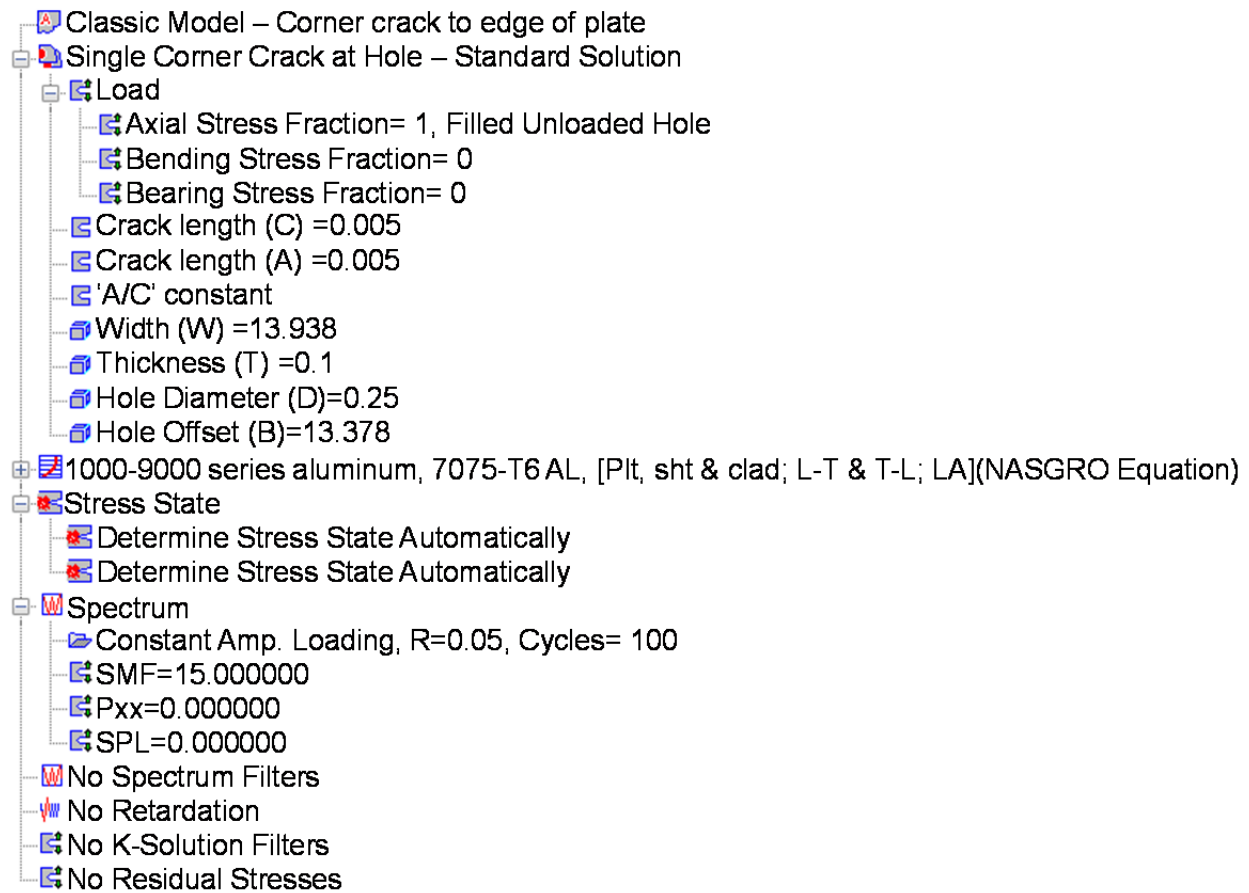 Classic Model – Corner crack to edge of plate
Single Corner Crack at Hole – Standard Solution
Load
Axial Stress Fraction= 1, Filled Unloaded Hole
Bending Stress Fraction= 0
Bearing Stress Fraction= 0
Crack length (C) =0.005
Crack length (A) =0.005
'A/C' constant
Width (W) =13.938
Thickness (T) =0.1
Hole Diameter (D)=0.25
Hole Offset (B)=13.378
1000-9000 series aluminum, 7075-T6 AL, [Plt, sht & clad; L-T & T-L; LA](NASGRO Equation)
Stress State
Determine Stress State Automatically
Determine Stress State Automatically
Spectrum
Constant Amp. Loading, R=0.05, Cycles= 100
SMF=15.000000
Pxx=0.000000
SPL=0.000000
No Spectrum Filters
No Retardation
No K-Solution Filters
No Residual Stresses